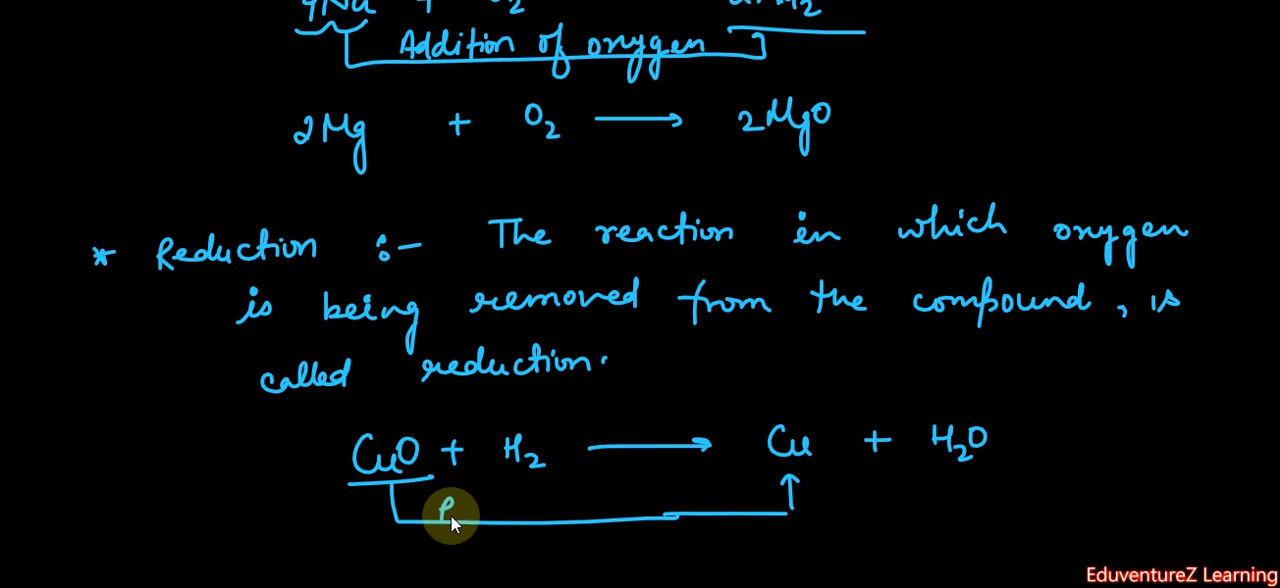 Addition of oxygen
2Mg + O₂ ⟶ 2MgO
* Reduction :- The reaction in which oxygen
is being removed from the compound, is
called reduction.
CuO + H₂ ⟶ Cu + H₂O
EduventureZ Learning